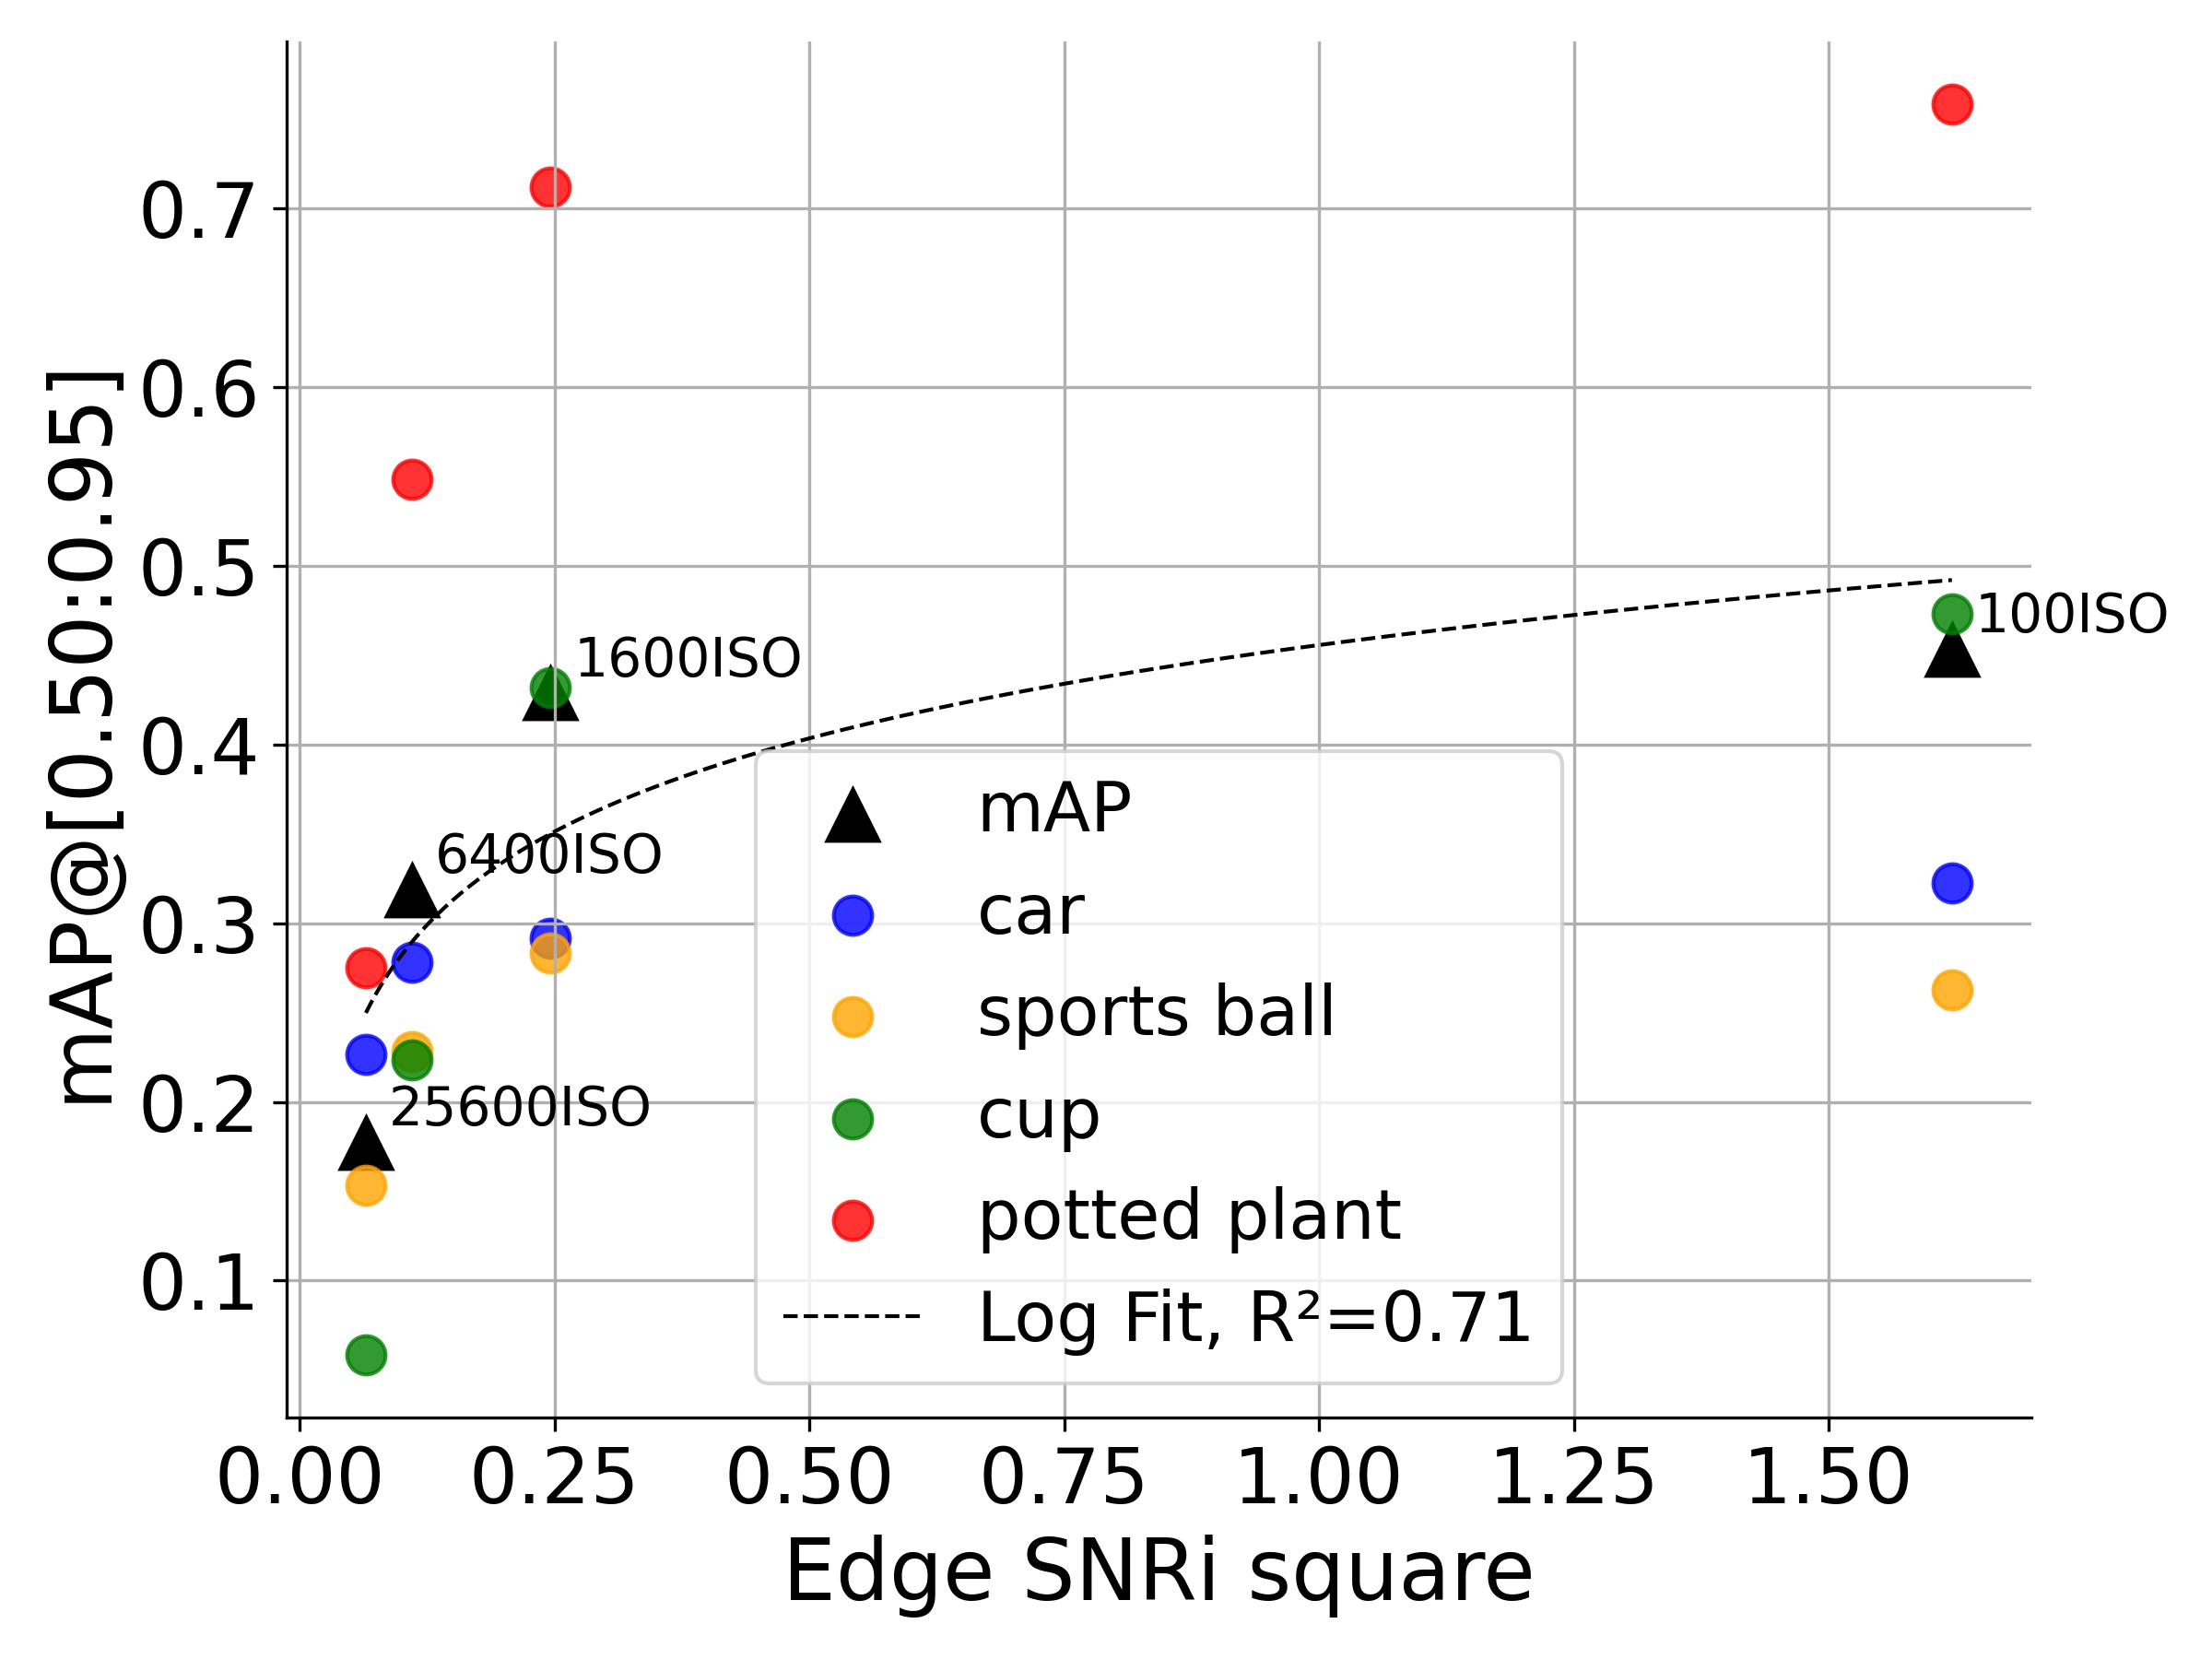 mAP@[0.50:0.95]
0.7
0.6
0.5
0.4
0.3
0.2
0.1
100ISO
1600ISO
6400ISO
25600ISO
mAP
car
sports ball
cup
potted plant
Log Fit, R²=0.71
0.00 0.25 0.50 0.75 1.00 1.25 1.50
Edge SNRi square